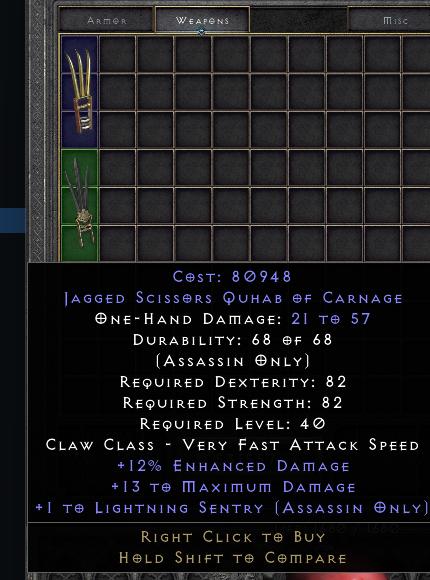 Armor Weapons Misc
Cost: 80948
Jagged Scissors Quhab of Carnage
One-Hand Damage: 21 to 57
Durability: 68 of 68
(Assassin Only)
Required Dexterity: 82
Required Strength: 82
Required Level: 40
Claw Class - Very Fast Attack Speed
+12% Enhanced Damage
+13 to Maximum Damage
+1 to Lightning Sentry (Assassin Only)
Right Click to Buy
Hold Shift to Compare